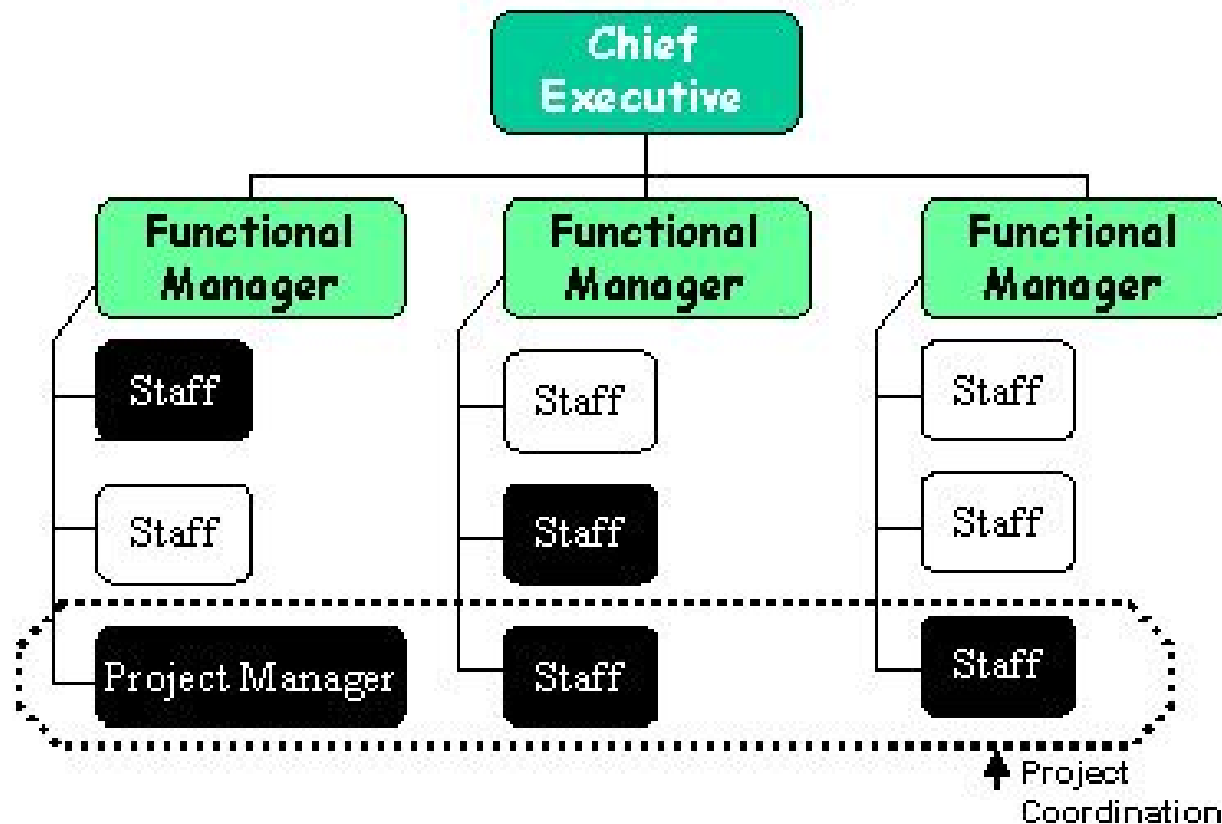 Chief
Executive
Functional
Manager
Functional
Manager
Functional
Manager
Staff
Staff
Staff
Staff
Staff
Staff
Project Manager
Staff
Staff
Project
Coordination